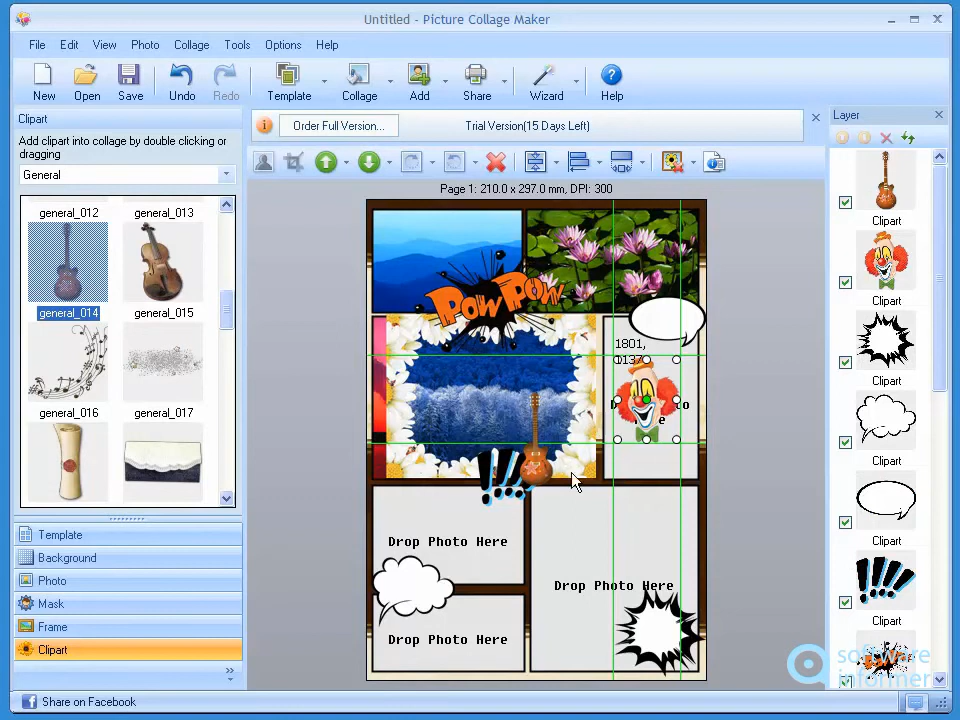 Untitled - Picture Collage Maker
File Edit View Photo Collage Tools Options Help
New Open Save Undo Redo Template Collage Add Share Wizard Help
Clipart
Add clipart into collage by double clicking or
dragging
General
general_012 general_013
general_014 general_015
general_016 general_017
Template
Background
Photo
Mask
Frame
Clipart
Order Full Version... Trial Version(15 Days Left)
Page 1: 210.0 x 297.0 mm, DPI: 300
POW POW
1801,
1137
Drop Photo Here
Drop Photo Here
Drop Photo Here
Layer
Clipart
Clipart
Clipart
Clipart
Clipart
Clipart
software
informer
Share on Facebook